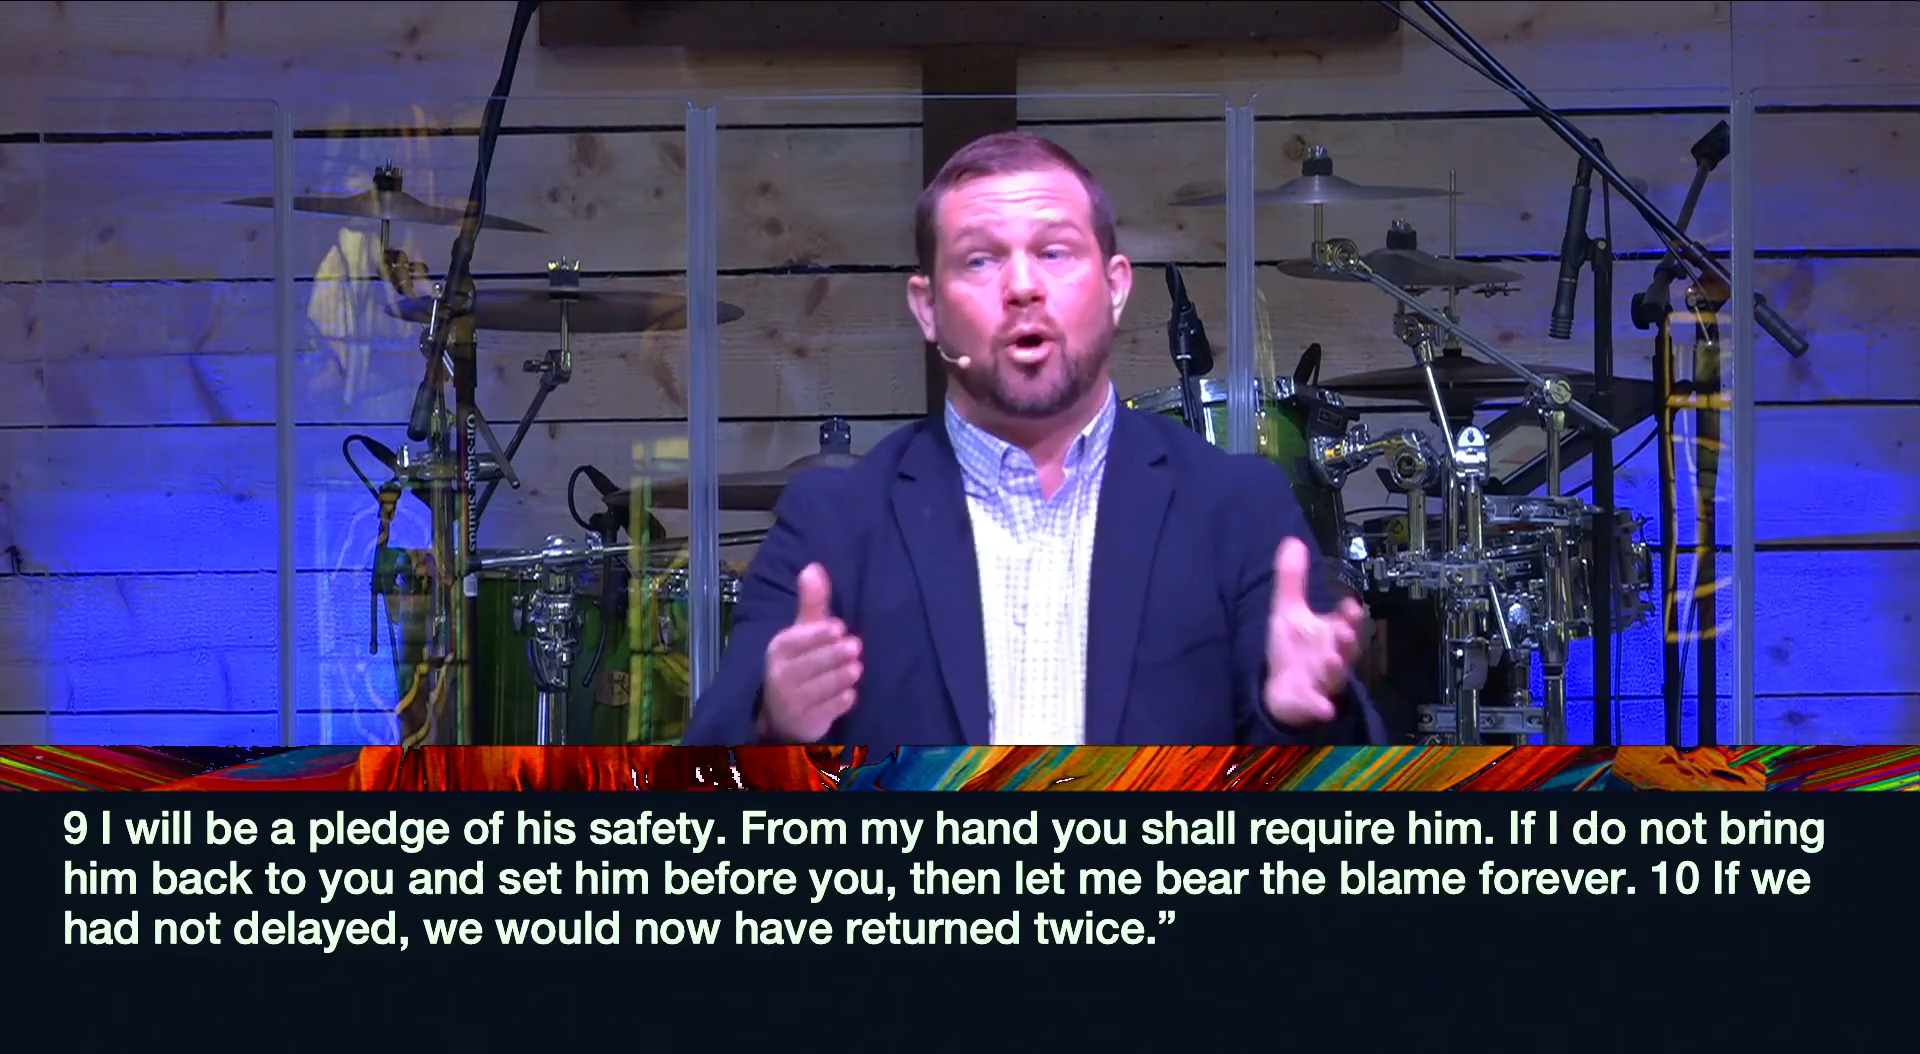 9 I will be a pledge of his safety. From my hand you shall require him. If I do not bring
him back to you and set him before you, then let me bear the blame forever. 10 If we
had not delayed, we would now have returned twice.”